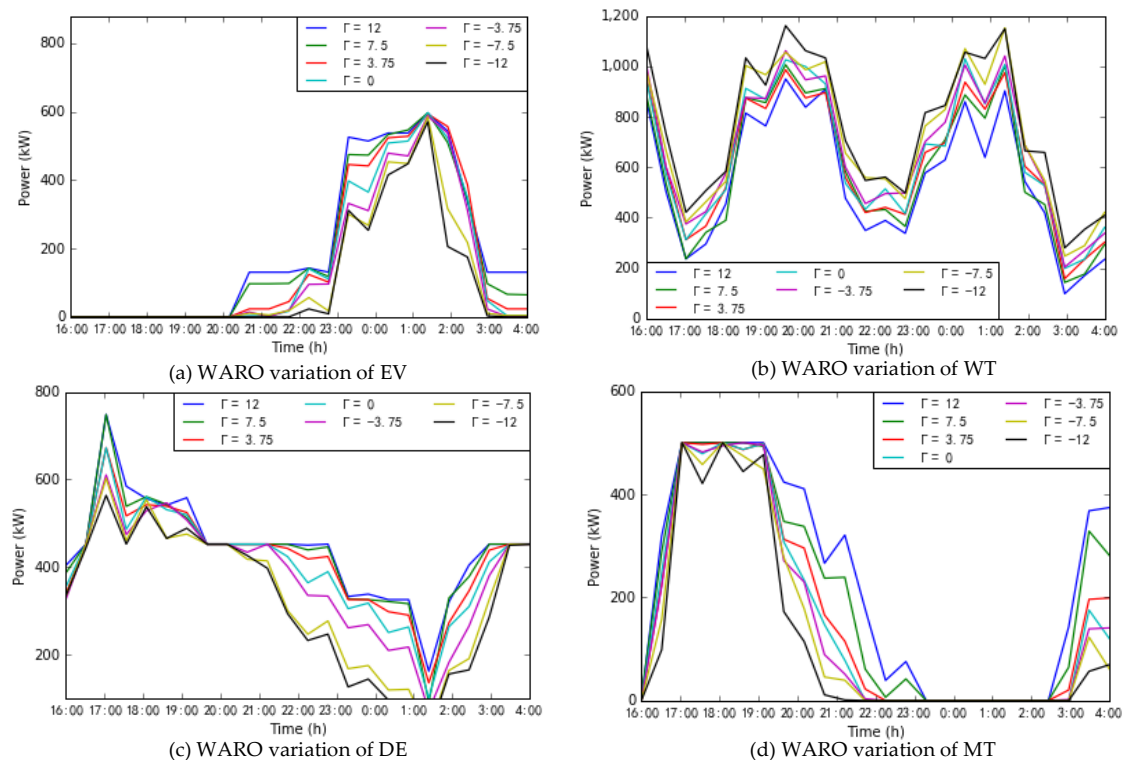 Γ = 12
Γ = 7.5
Γ = 3.75
Γ = 0
Γ = −3.75
Γ = −7.5
Γ = −12
800
600
400
200
0
Power (kW)
16:00 17:00 18:00 19:00 20:00 21:00 22:00 23:00 0:00 1:00 2:00 3:00 4:00
Time (h)
(a) WARO variation of EV
1,200
1,000
800
600
400
200
0
Power (kW)
Γ = 12
Γ = 7.5
Γ = 3.75
Γ = 0
Γ = −3.75
Γ = −7.5
Γ = −12
16:00 17:00 18:00 19:00 20:00 21:00 22:00 23:00 0:00 1:00 2:00 3:00 4:00
Time (h)
(b) WARO variation of WT
800
600
400
200
Power (kW)
Γ = 12
Γ = 7.5
Γ = 3.75
Γ = 0
Γ = −3.75
Γ = −7.5
Γ = −12
16:00 17:00 18:00 19:00 20:00 21:00 22:00 23:00 0:00 1:00 2:00 3:00 4:00
Time (h)
(c) WARO variation of DE
600
400
200
0
Power (kW)
Γ = 12
Γ = 7.5
Γ = 3.75
Γ = 0
Γ = −3.75
Γ = −7.5
Γ = −12
16:00 17:00 18:00 19:00 20:00 21:00 22:00 23:00 0:00 1:00 2:00 3:00 4:00
Time (h)
(d) WARO variation of MT